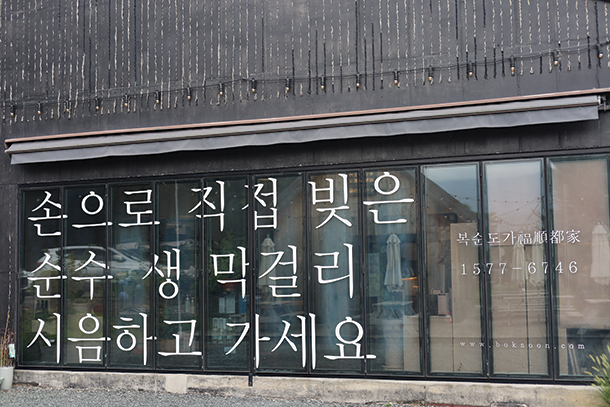 손으로 직접 빚은
순수 생 막걸리
시음하고 가세요
복순도가福順都家
1577-6746
www.boksoon.com